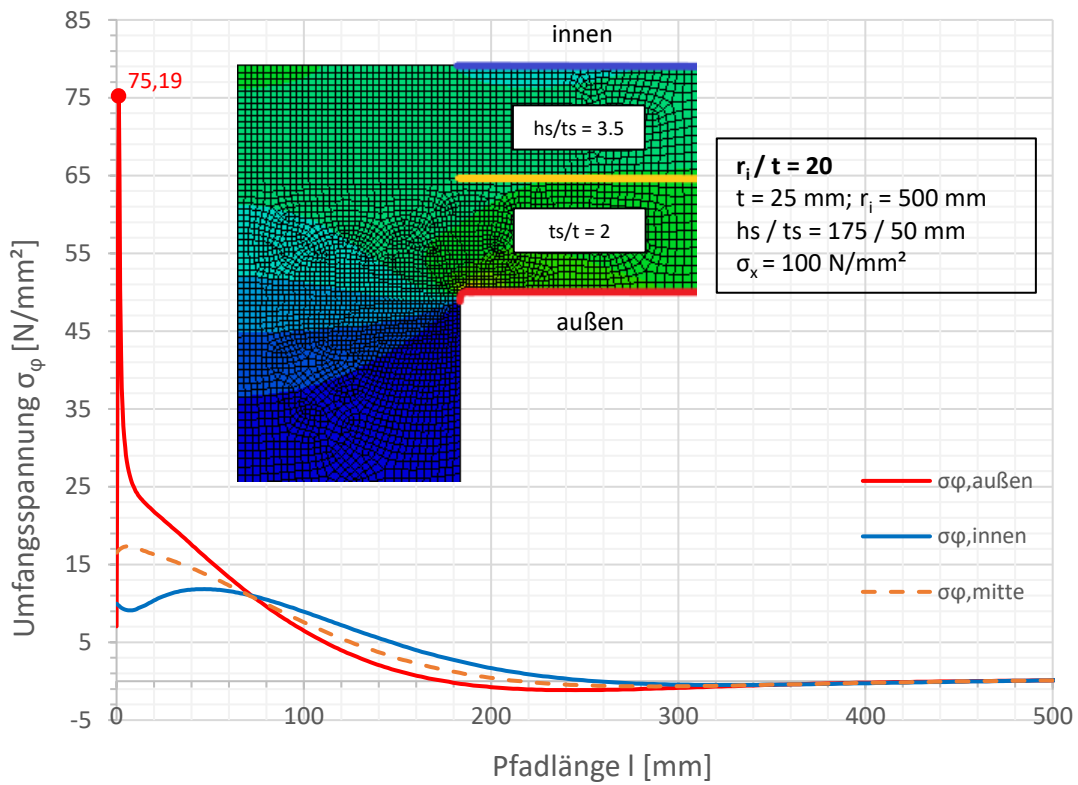 85
75
65
55
45
35
25
15
5
-5
Umfangsspannung σφ [N/mm²]
75,19
innen
hs/ts = 3.5
ts/t = 2
außen
rᵢ / t = 20
t = 25 mm; rᵢ = 500 mm
hs / ts = 175 / 50 mm
σₓ = 100 N/mm²
σφ,außen
σφ,innen
σφ,mitte
0 100 200 300 400 500
Pfadlänge l [mm]